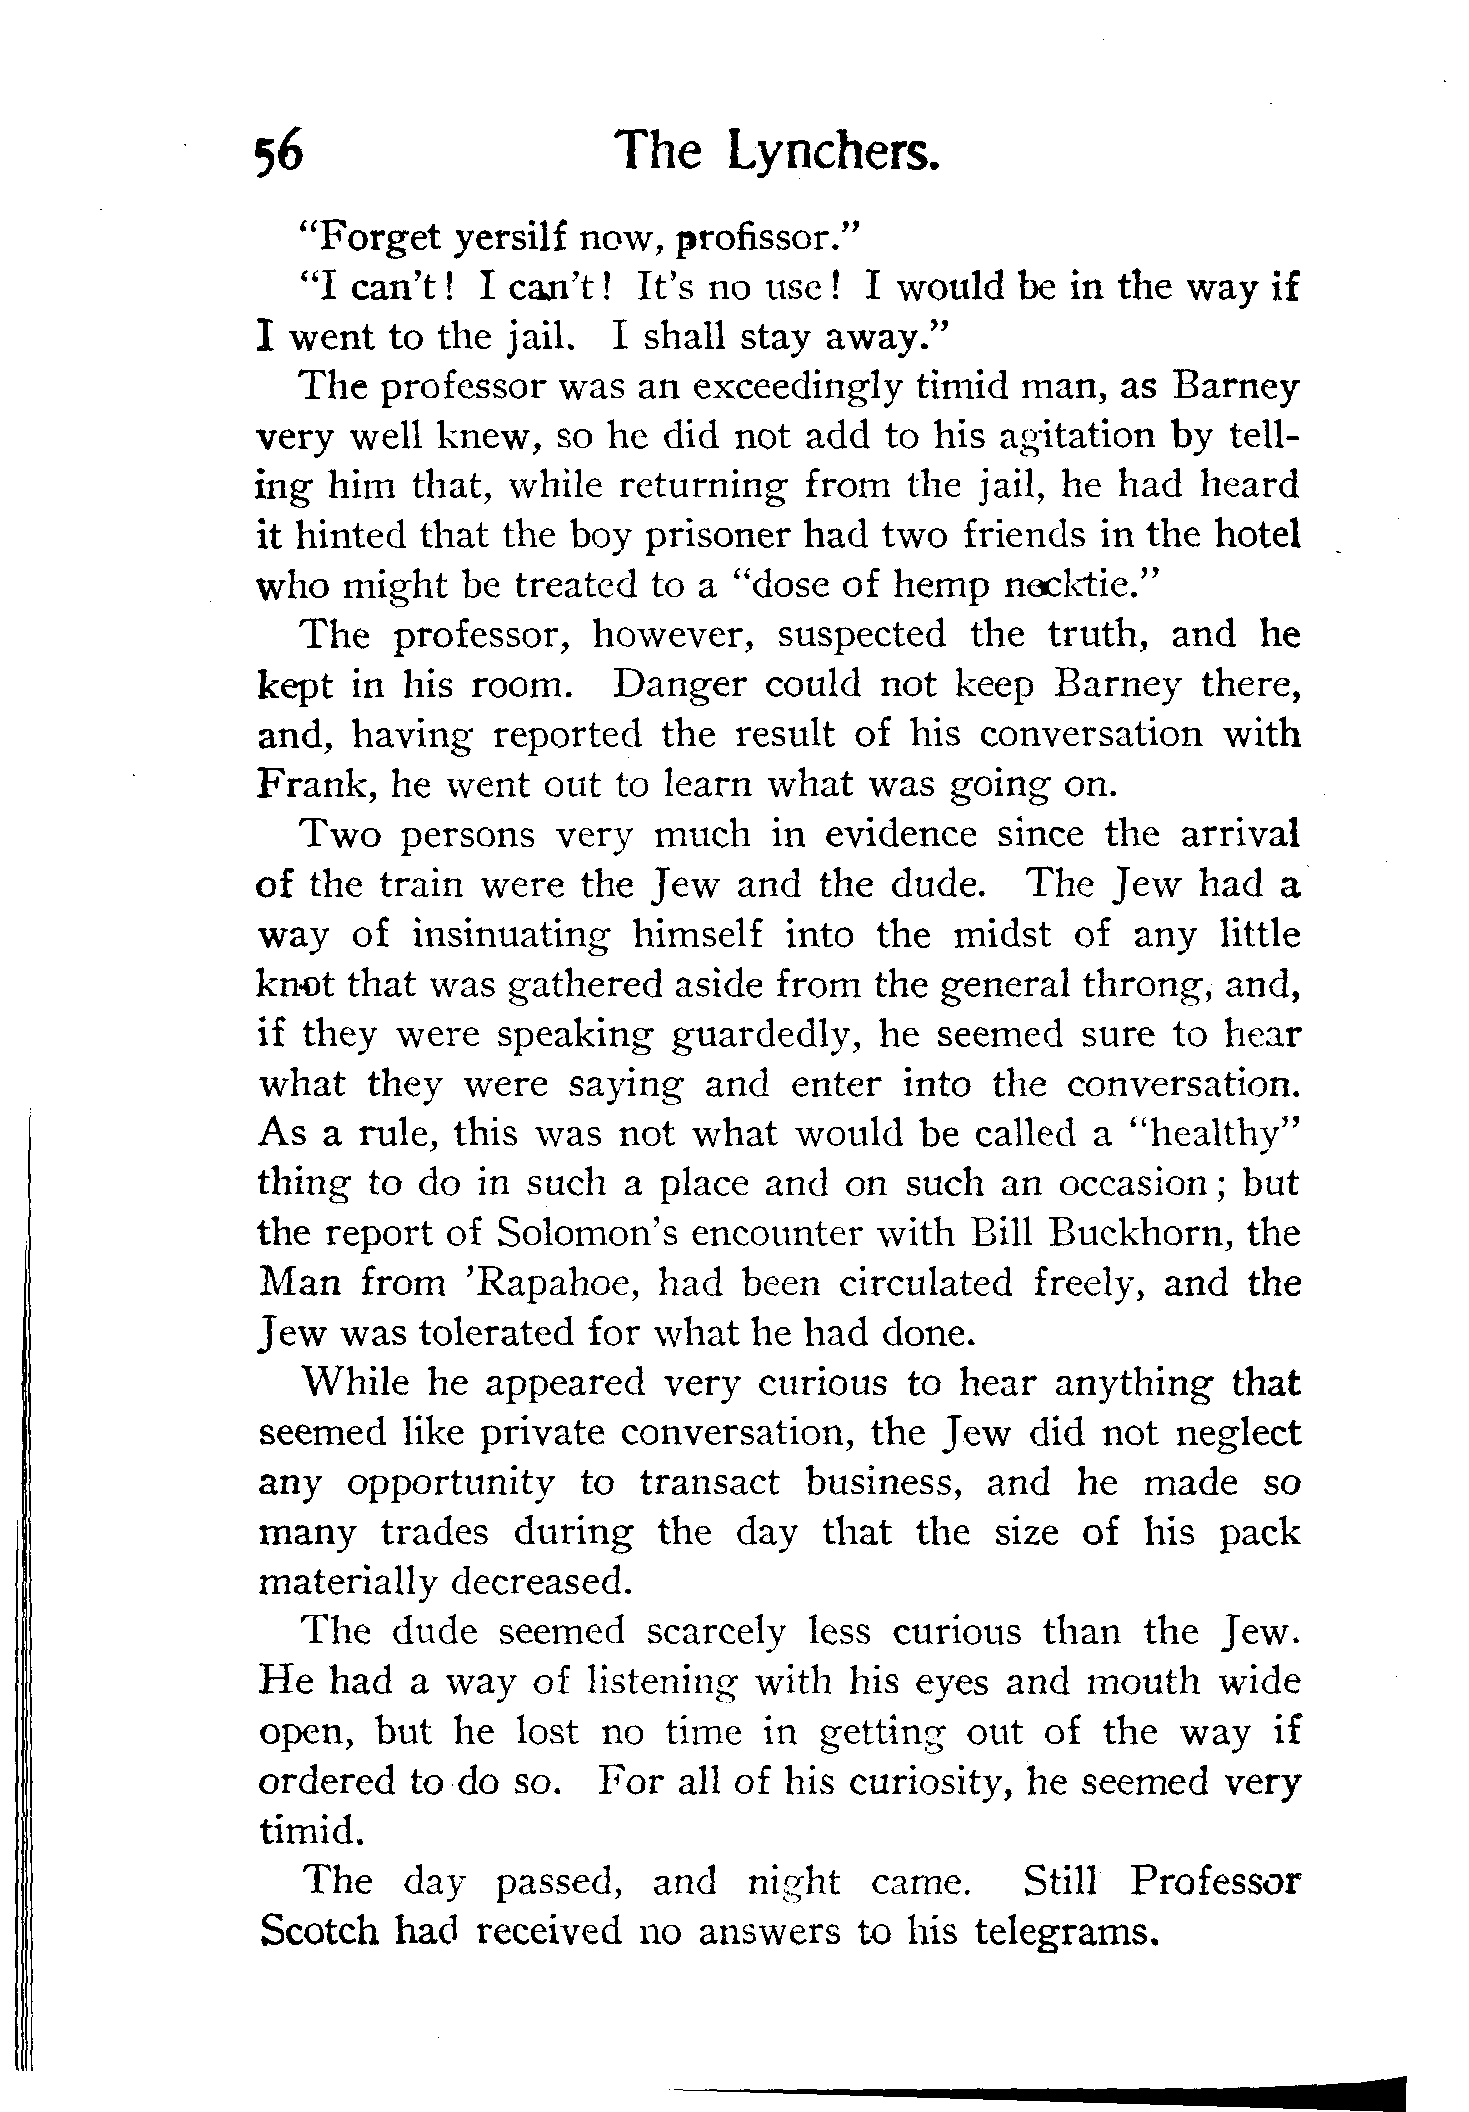 56 The Lynchers.
“Forget yersilf now, profissor.”
“I can’t! I can’t! It’s no use! I would be in the way if
I went to the jail. I shall stay away.”
The professor was an exceedingly timid man, as Barney
very well knew, so he did not add to his agitation by tell-
ing him that, while returning from the jail, he had heard
it hinted that the boy prisoner had two friends in the hotel
who might be treated to a “dose of hemp necktie.”
The professor, however, suspected the truth, and he
kept in his room. Danger could not keep Barney there,
and, having reported the result of his conversation with
Frank, he went out to learn what was going on.
Two persons very much in evidence since the arrival
of the train were the Jew and the dude. The Jew had a
way of insinuating himself into the midst of any little
knot that was gathered aside from the general throng, and,
if they were speaking guardedly, he seemed sure to hear
what they were saying and enter into the conversation.
As a rule, this was not what would be called a “healthy”
thing to do in such a place and on such an occasion; but
the report of Solomon’s encounter with Bill Buckhorn, the
Man from ’Rapahoe, had been circulated freely, and the
Jew was tolerated for what he had done.
While he appeared very curious to hear anything that
seemed like private conversation, the Jew did not neglect
any opportunity to transact business, and he made so
many trades during the day that the size of his pack
materially decreased.
The dude seemed scarcely less curious than the Jew.
He had a way of listening with his eyes and mouth wide
open, but he lost no time in getting out of the way if
ordered to do so. For all of his curiosity, he seemed very
timid.
The day passed, and night came. Still Professor
Scotch had received no answers to his telegrams.